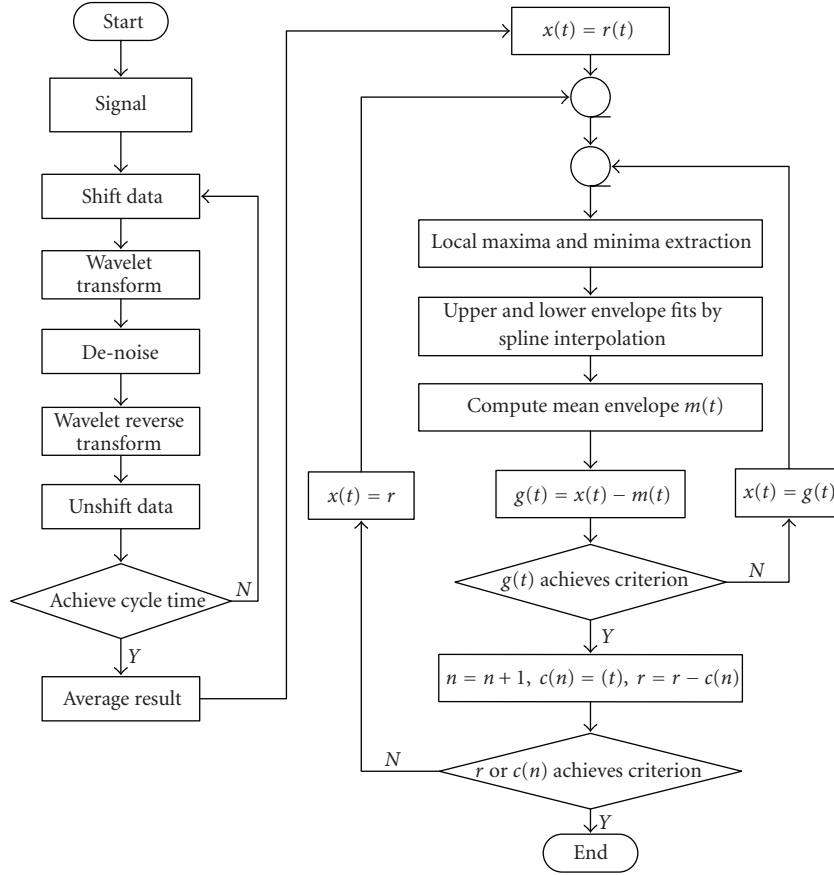 Start
Signal
Shift data
Wavelet
transform
De-noise
Wavelet reverse
transform
Unshift data
Achieve cycle time
N
Y
Average result
x(t) = r(t)
Local maxima and minima extraction
Upper and lower envelope fits by
spline interpolation
Compute mean envelope m(t)
g(t) = x(t) − m(t)
x(t) = g(t)
x(t) = r
g(t) achieves criterion
N
Y
n = n + 1, c(n) = (t), r = r − c(n)
r or c(n) achieves criterion
N
Y
End